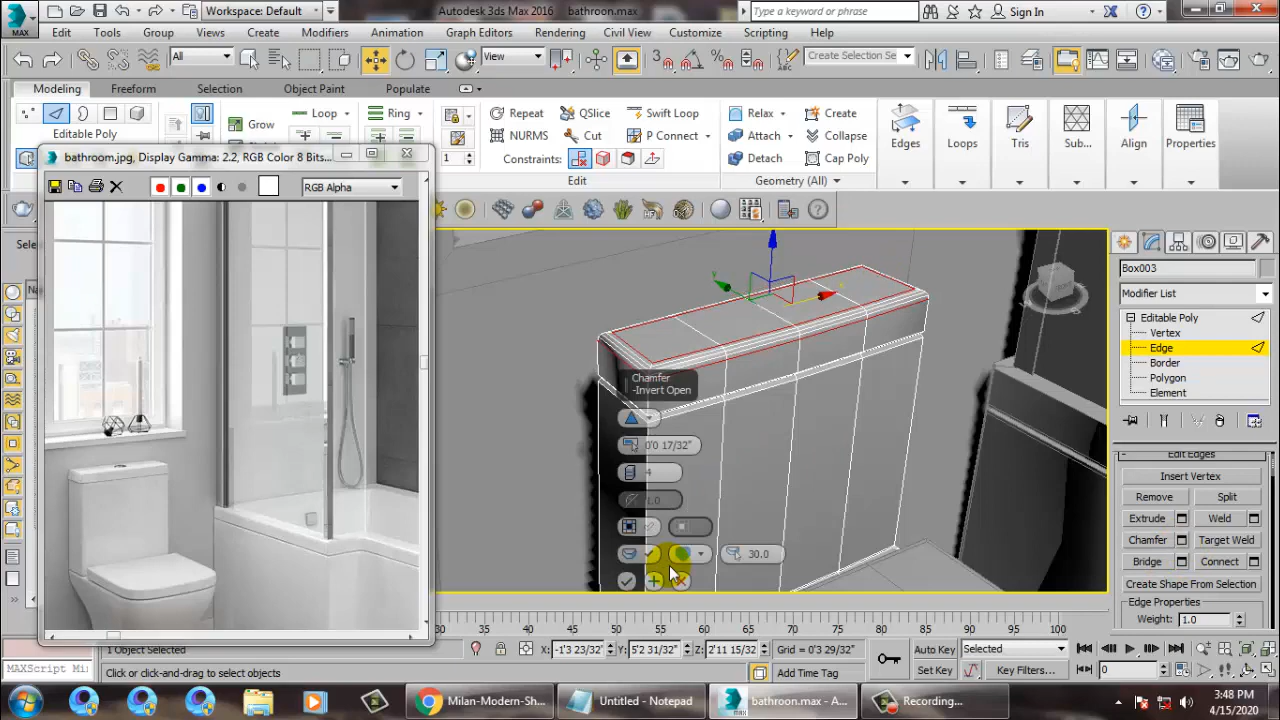 MAX
Workspace: Default
Autodesk 3ds Max 2016
bathroon.max
Type a keyword or phrase
Sign In
Edit
Tools
Group
Views
Create
Modifiers
Animation
Graph Editors
Rendering
Civil View
Customize
Scripting
Help
All
View
3
Create Selection Se
Modeling
Freeform
Selection
Object Paint
Populate
Editable Poly
Grow
Loop
Ring
1
Repeat
QSlice
Swift Loop
NURMS
Cut
P Connect
Constraints:
Edit
Relax
Create
Attach
Collapse
Detach
Cap Poly
Geometry (All)
Edges
Loops
Tris
Sub...
Align
Properties
bathroom.jpg, Display Gamma: 2.2, RGB Color 8 Bits...
RGB Alpha
Chamfer
-Invert Open
0'0 17/32"
4
1.0
30.0
Box003
Modifier List
Editable Poly
Vertex
Edge
Border
Polygon
Element
Edit Edges
Insert Vertex
Remove
Split
Extrude
Weld
Chamfer
Target Weld
Bridge
Connect
Create Shape From Selection
Edge Properties
Weight: 1.0
30 35 40 45 50 55 60 65 70 75 80 85 90 95 100
1 Object Selected
X: -1'3 23/32"
Y: 5'2 31/32"
Z: 2'11 15/32
Grid = 0'3 29/32"
Auto Key
Selected
MAXScript Mi
Click or click-and-drag to select objects
Add Time Tag
Set Key
Key Filters...
0
Milan-Modern-Sh...
Untitled - Notepad
bathroon.max - A...
Recording...
3:48 PM
4/15/2020